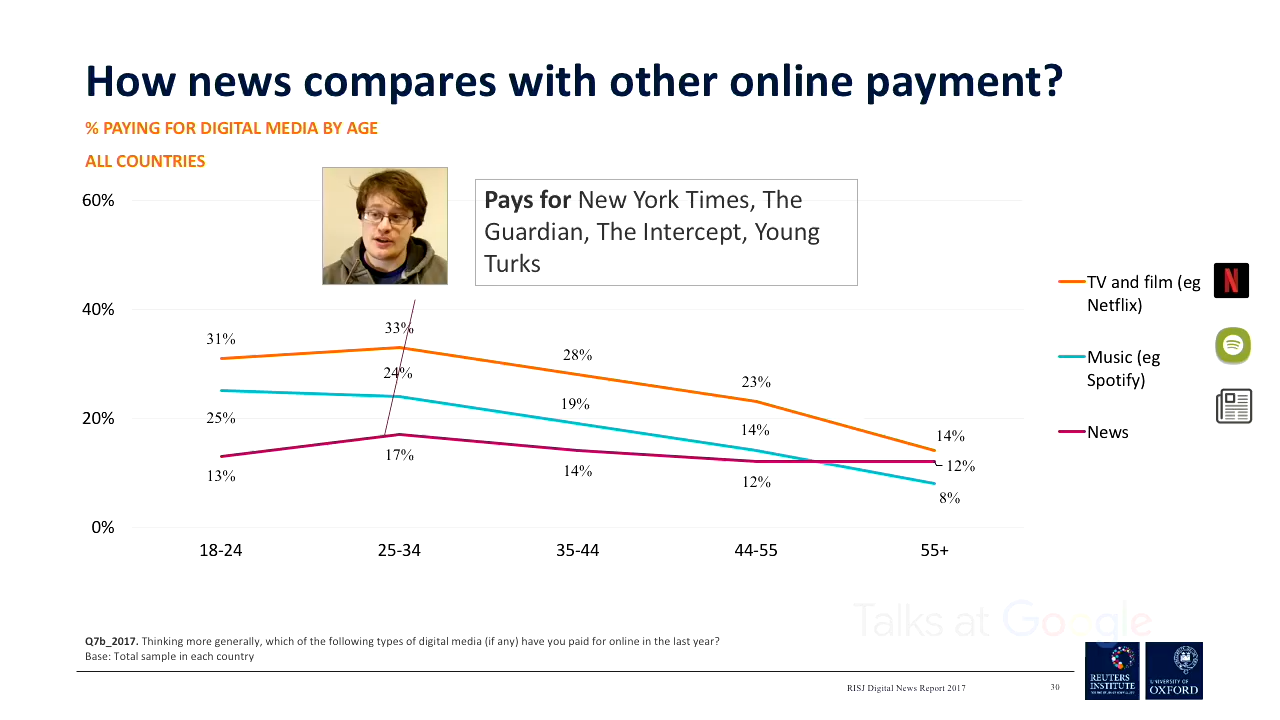 How news compares with other online payment?
% PAYING FOR DIGITAL MEDIA BY AGE
ALL COUNTRIES
Pays for New York Times, The
Guardian, The Intercept, Young
Turks
60%
40%
20%
0%
31%
33%
28%
23%
14%
25%
24%
19%
14%
8%
13%
17%
14%
12%
12%
18-24
25-34
35-44
44-55
55+
TV and film (eg
Netflix)
Music (eg
Spotify)
News
N
Talks at Google
Q7b_2017. Thinking more generally, which of the following types of digital media (if any) have you paid for online in the last year?
Base: Total sample in each country
RISJ Digital News Report 2017
30
REUTERS
INSTITUTE
UNIVERSITY OF
OXFORD